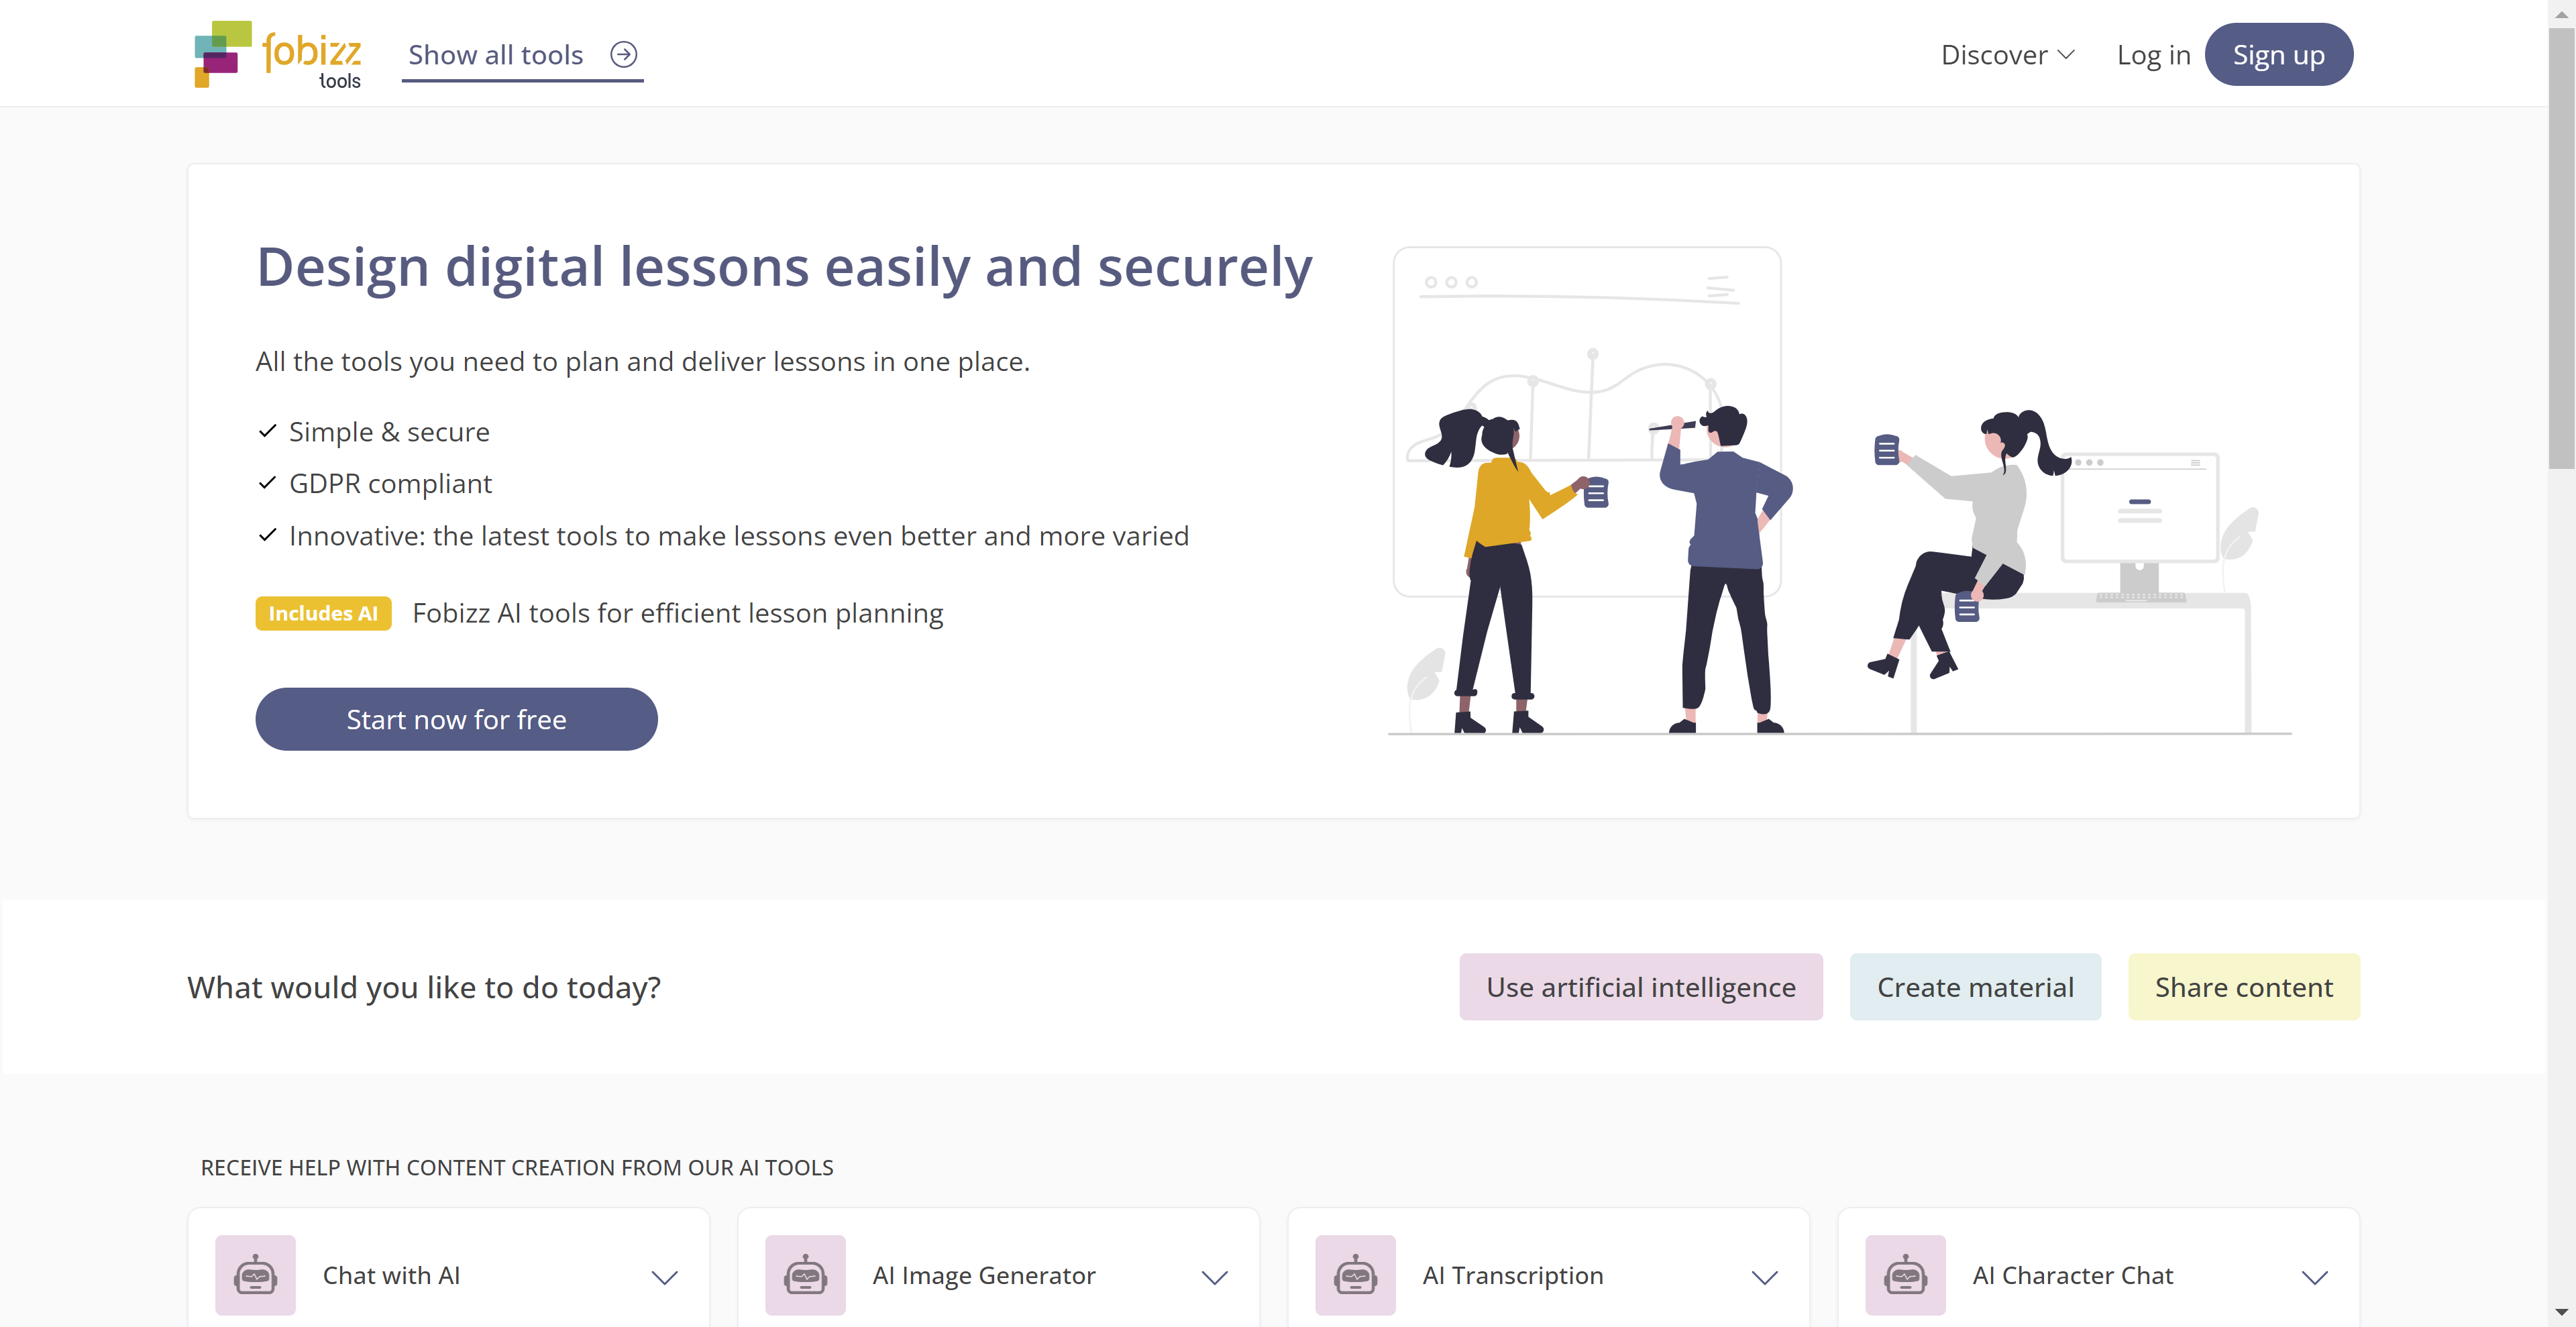 fobizz
tools
Show all tools
Discover
Log in
Sign up
Design digital lessons easily and securely
All the tools you need to plan and deliver lessons in one place.
Simple & secure
GDPR compliant
Innovative: the latest tools to make lessons even better and more varied
Includes AI
Fobizz AI tools for efficient lesson planning
Start now for free
What would you like to do today?
Use artificial intelligence
Create material
Share content
RECEIVE HELP WITH CONTENT CREATION FROM OUR AI TOOLS
Chat with AI
AI Image Generator
AI Transcription
AI Character Chat